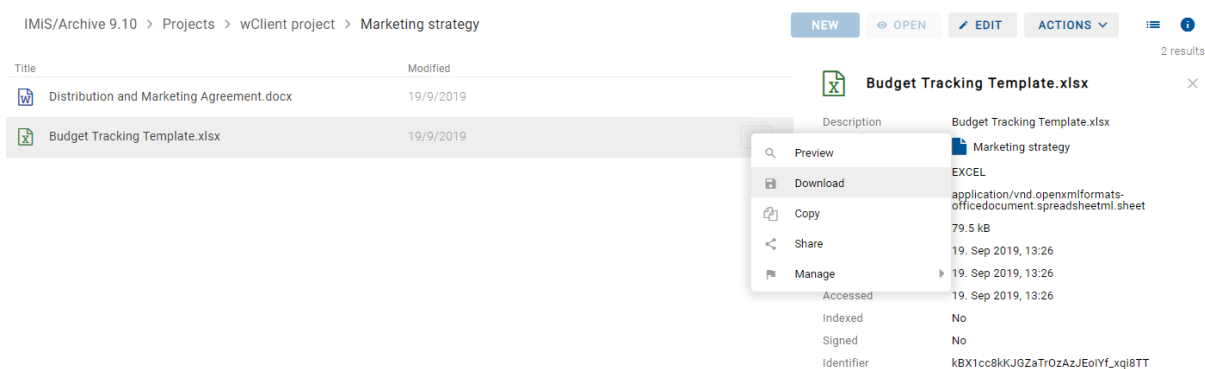 IMiS/Archive 9.10 > Projects > wClient project > Marketing strategy
NEW OPEN EDIT ACTIONS
2 results
Title Modified
Distribution and Marketing Agreement.docx 19/9/2019
Budget Tracking Template.xlsx 19/9/2019
Preview
Download
Copy
Share
Manage
Budget Tracking Template.xlsx
Description Budget Tracking Template.xlsx
Marketing strategy
EXCEL
application/vnd.openxmlformats-
officedocument.spreadsheetml.sheet
79.5 kB
19. Sep 2019, 13:26
19. Sep 2019, 13:26
Accessed 19. Sep 2019, 13:26
Indexed No
Signed No
Identifier kBX1cc8kKJGZaTrOzAzJEoIYf_xqi8TT